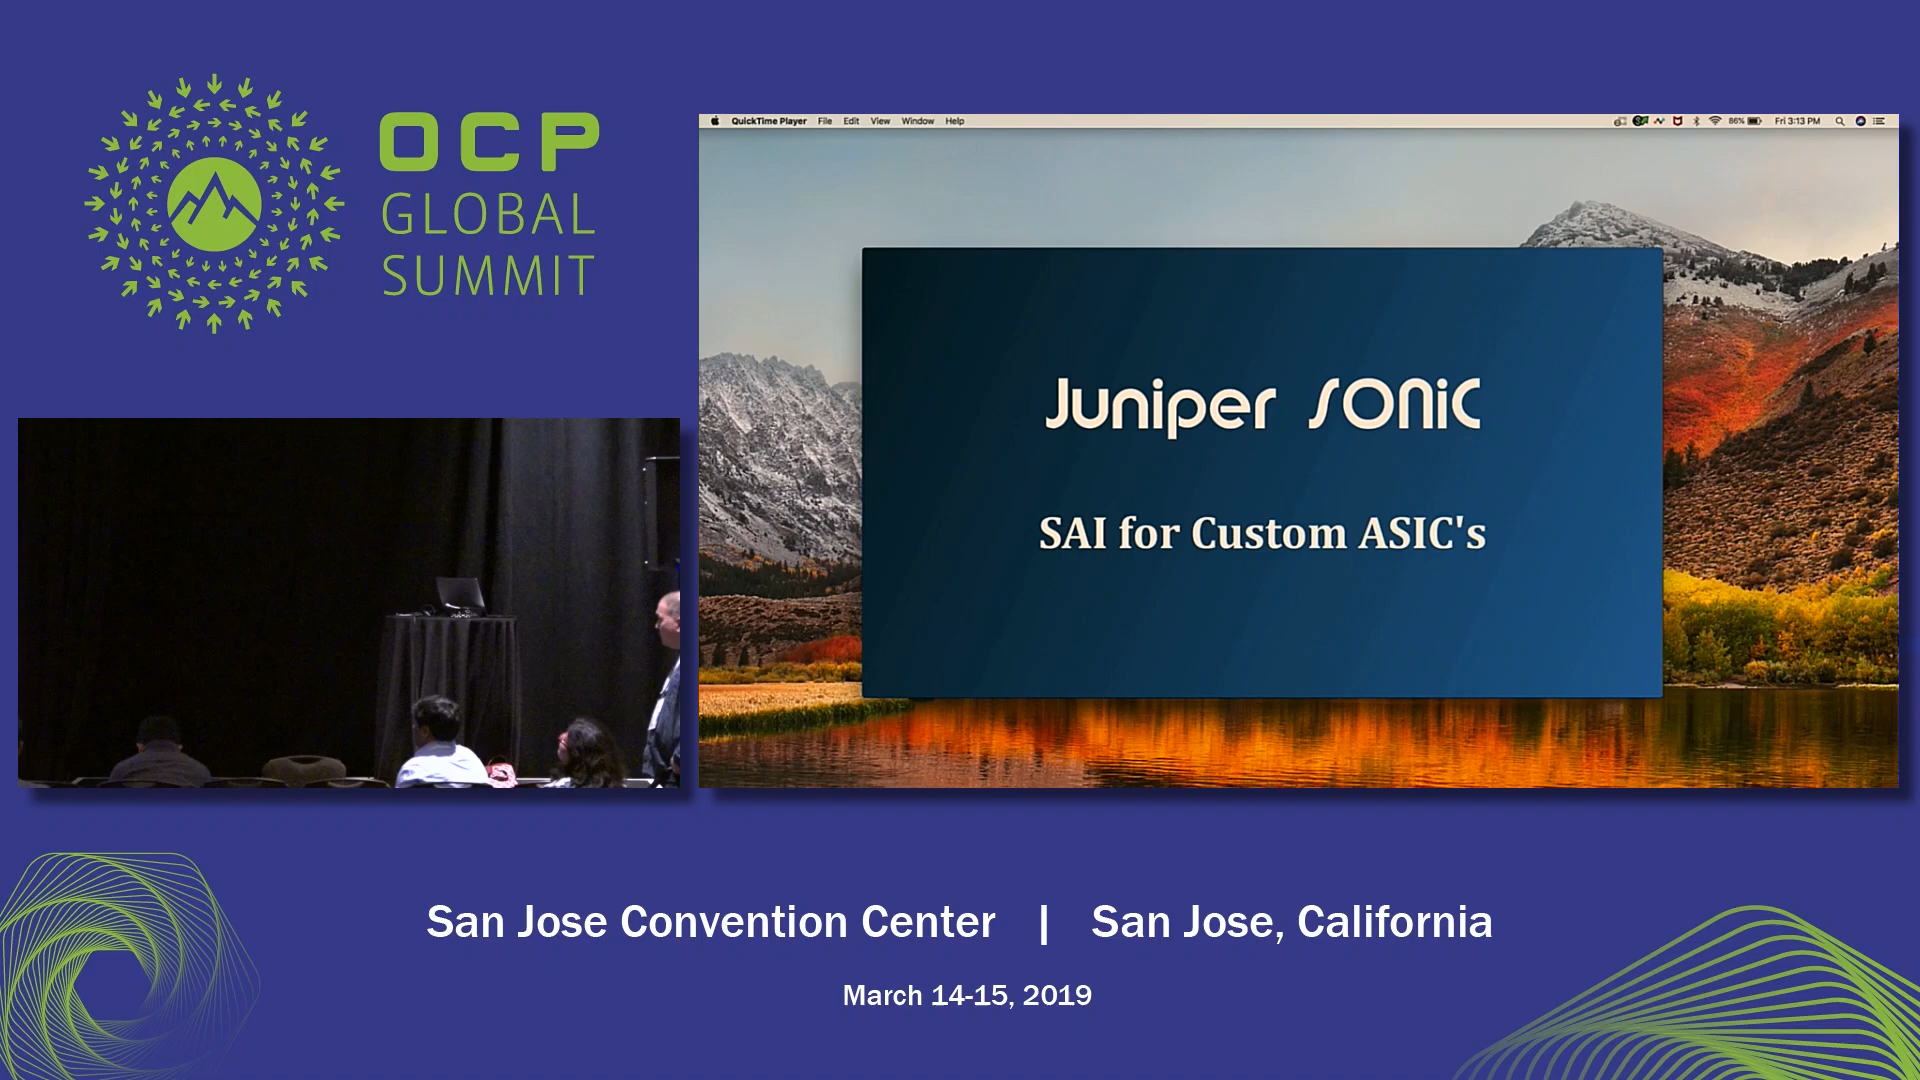 OCP
GLOBAL
SUMMIT
QuickTime Player File Edit View Window Help
86% Fri 3:13 PM
Juniper SONiC
SAI for Custom ASIC's
San Jose Convention Center | San Jose, California
March 14-15, 2019